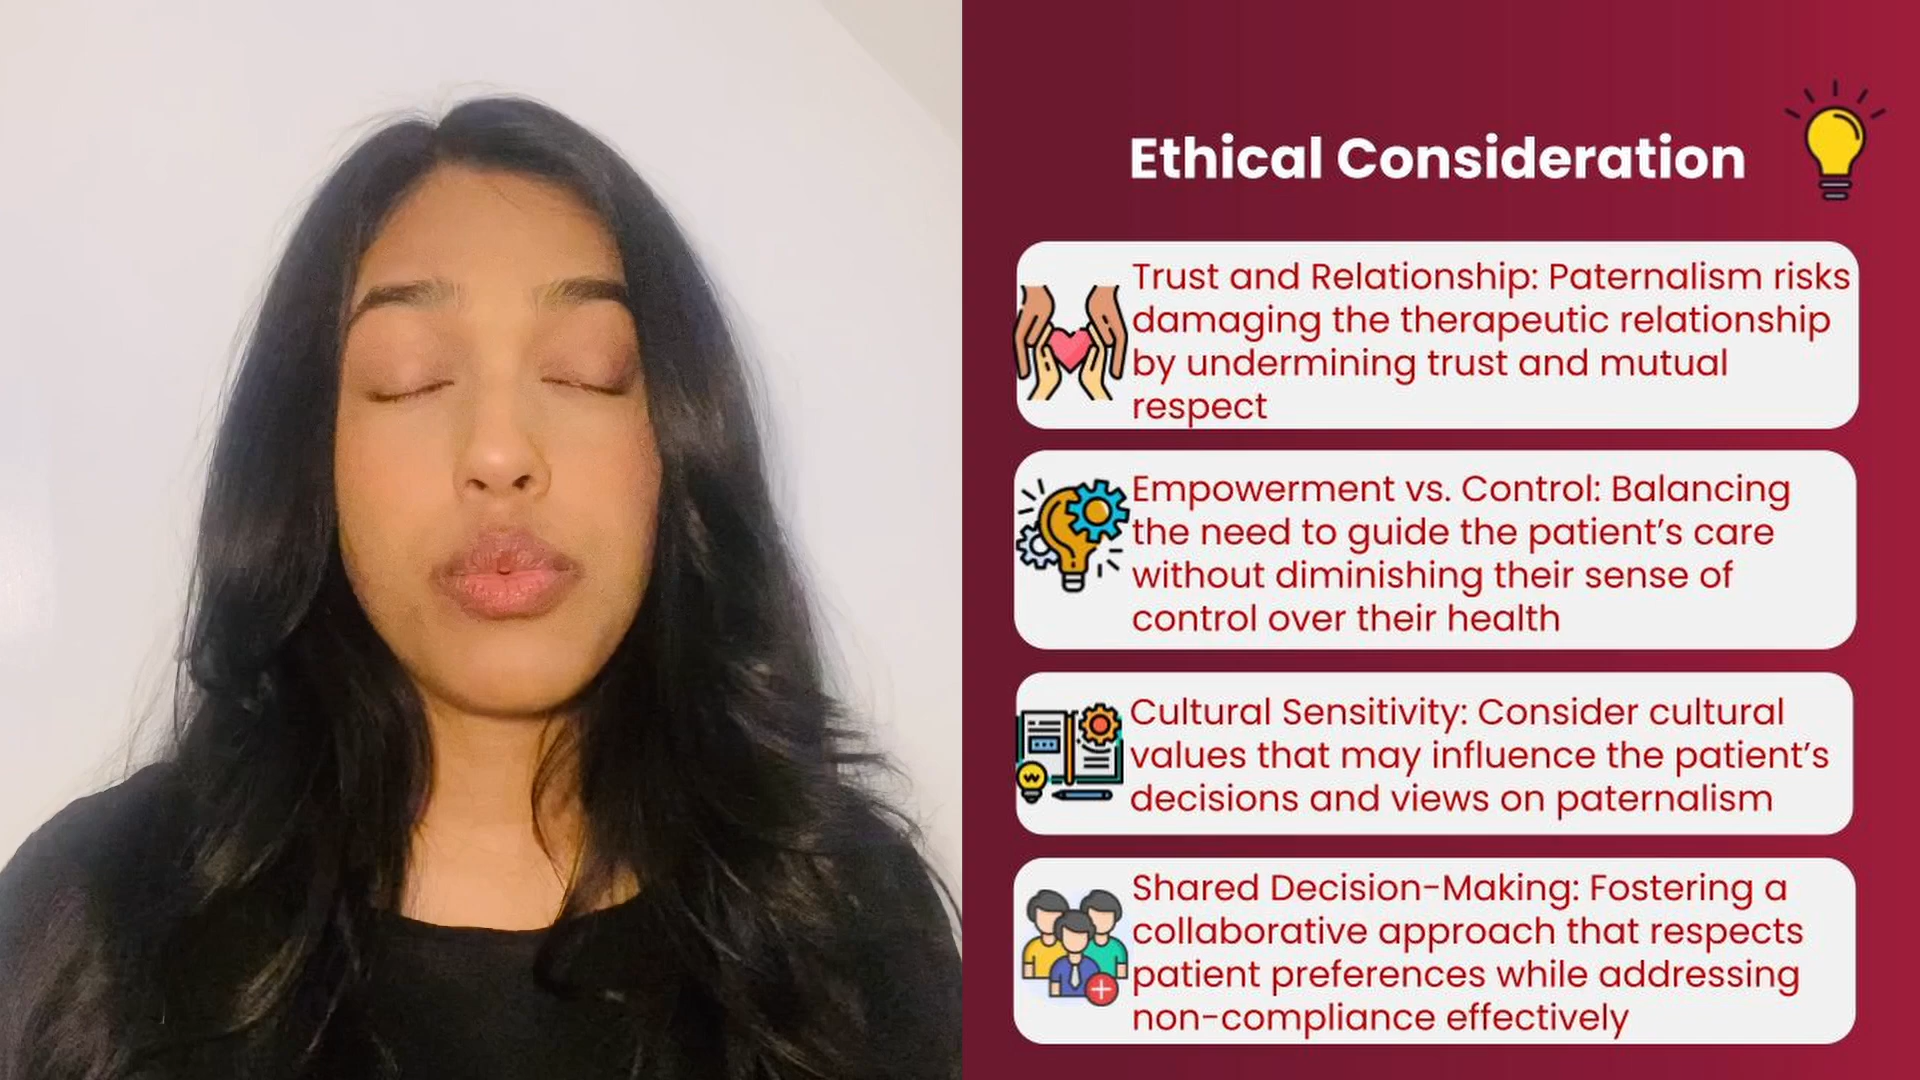 Ethical Consideration
Trust and Relationship: Paternalism risks
damaging the therapeutic relationship
by undermining trust and mutual
respect
Empowerment vs. Control: Balancing
the need to guide the patient’s care
without diminishing their sense of
control over their health
Cultural Sensitivity: Consider cultural
values that may influence the patient’s
decisions and views on paternalism
Shared Decision-Making: Fostering a
collaborative approach that respects
patient preferences while addressing
non-compliance effectively